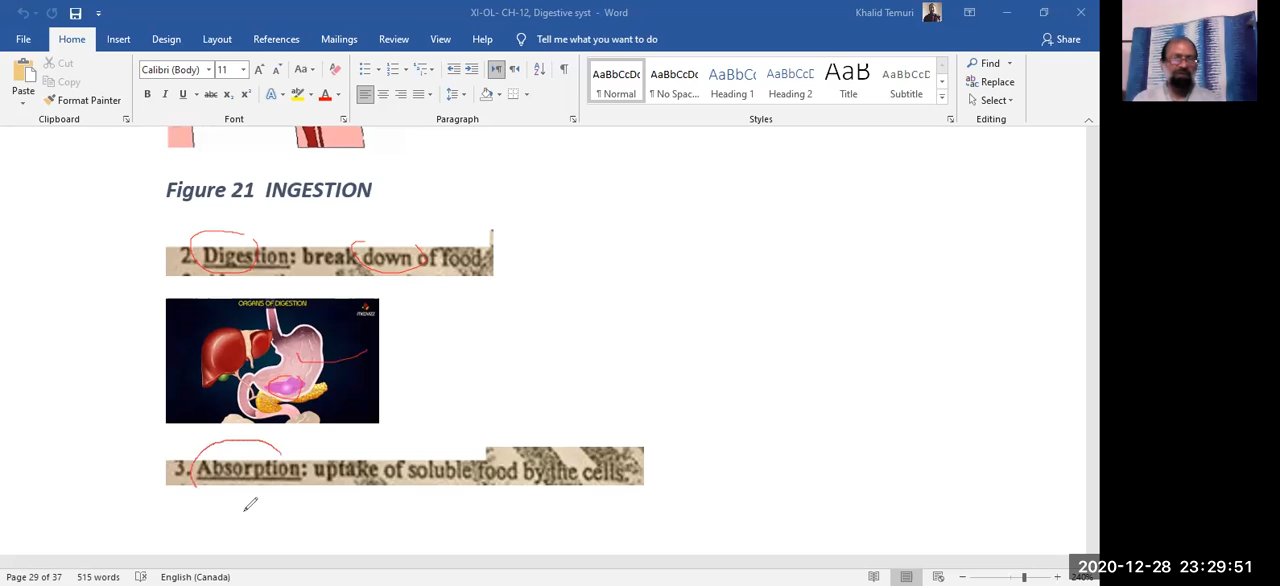 XI-OL- CH-12, Digestive syst - Word
Khalid Temuri
File Home Insert Design Layout References Mailings Review View Help Tell me what you want to do Share
Paste
Cut
Copy
Format Painter
Clipboard
Calibri (Body) 11
Font
Paragraph
AaBbCcDc AaBbCcDc AaBbCc AaBbCcD AaB AaBbCcD
¶ Normal ¶ No Spac... Heading 1 Heading 2 Title Subtitle
Styles
Find
Replace
Select
Editing
Figure 21 INGESTION
2. Digestion: break down of food.
ORGANS OF DIGESTION
MEDVIZZ
3. Absorption: uptake of soluble food by the cells.
Page 29 of 37 515 words English (Canada)
240%
2020-12-28 23:29:51